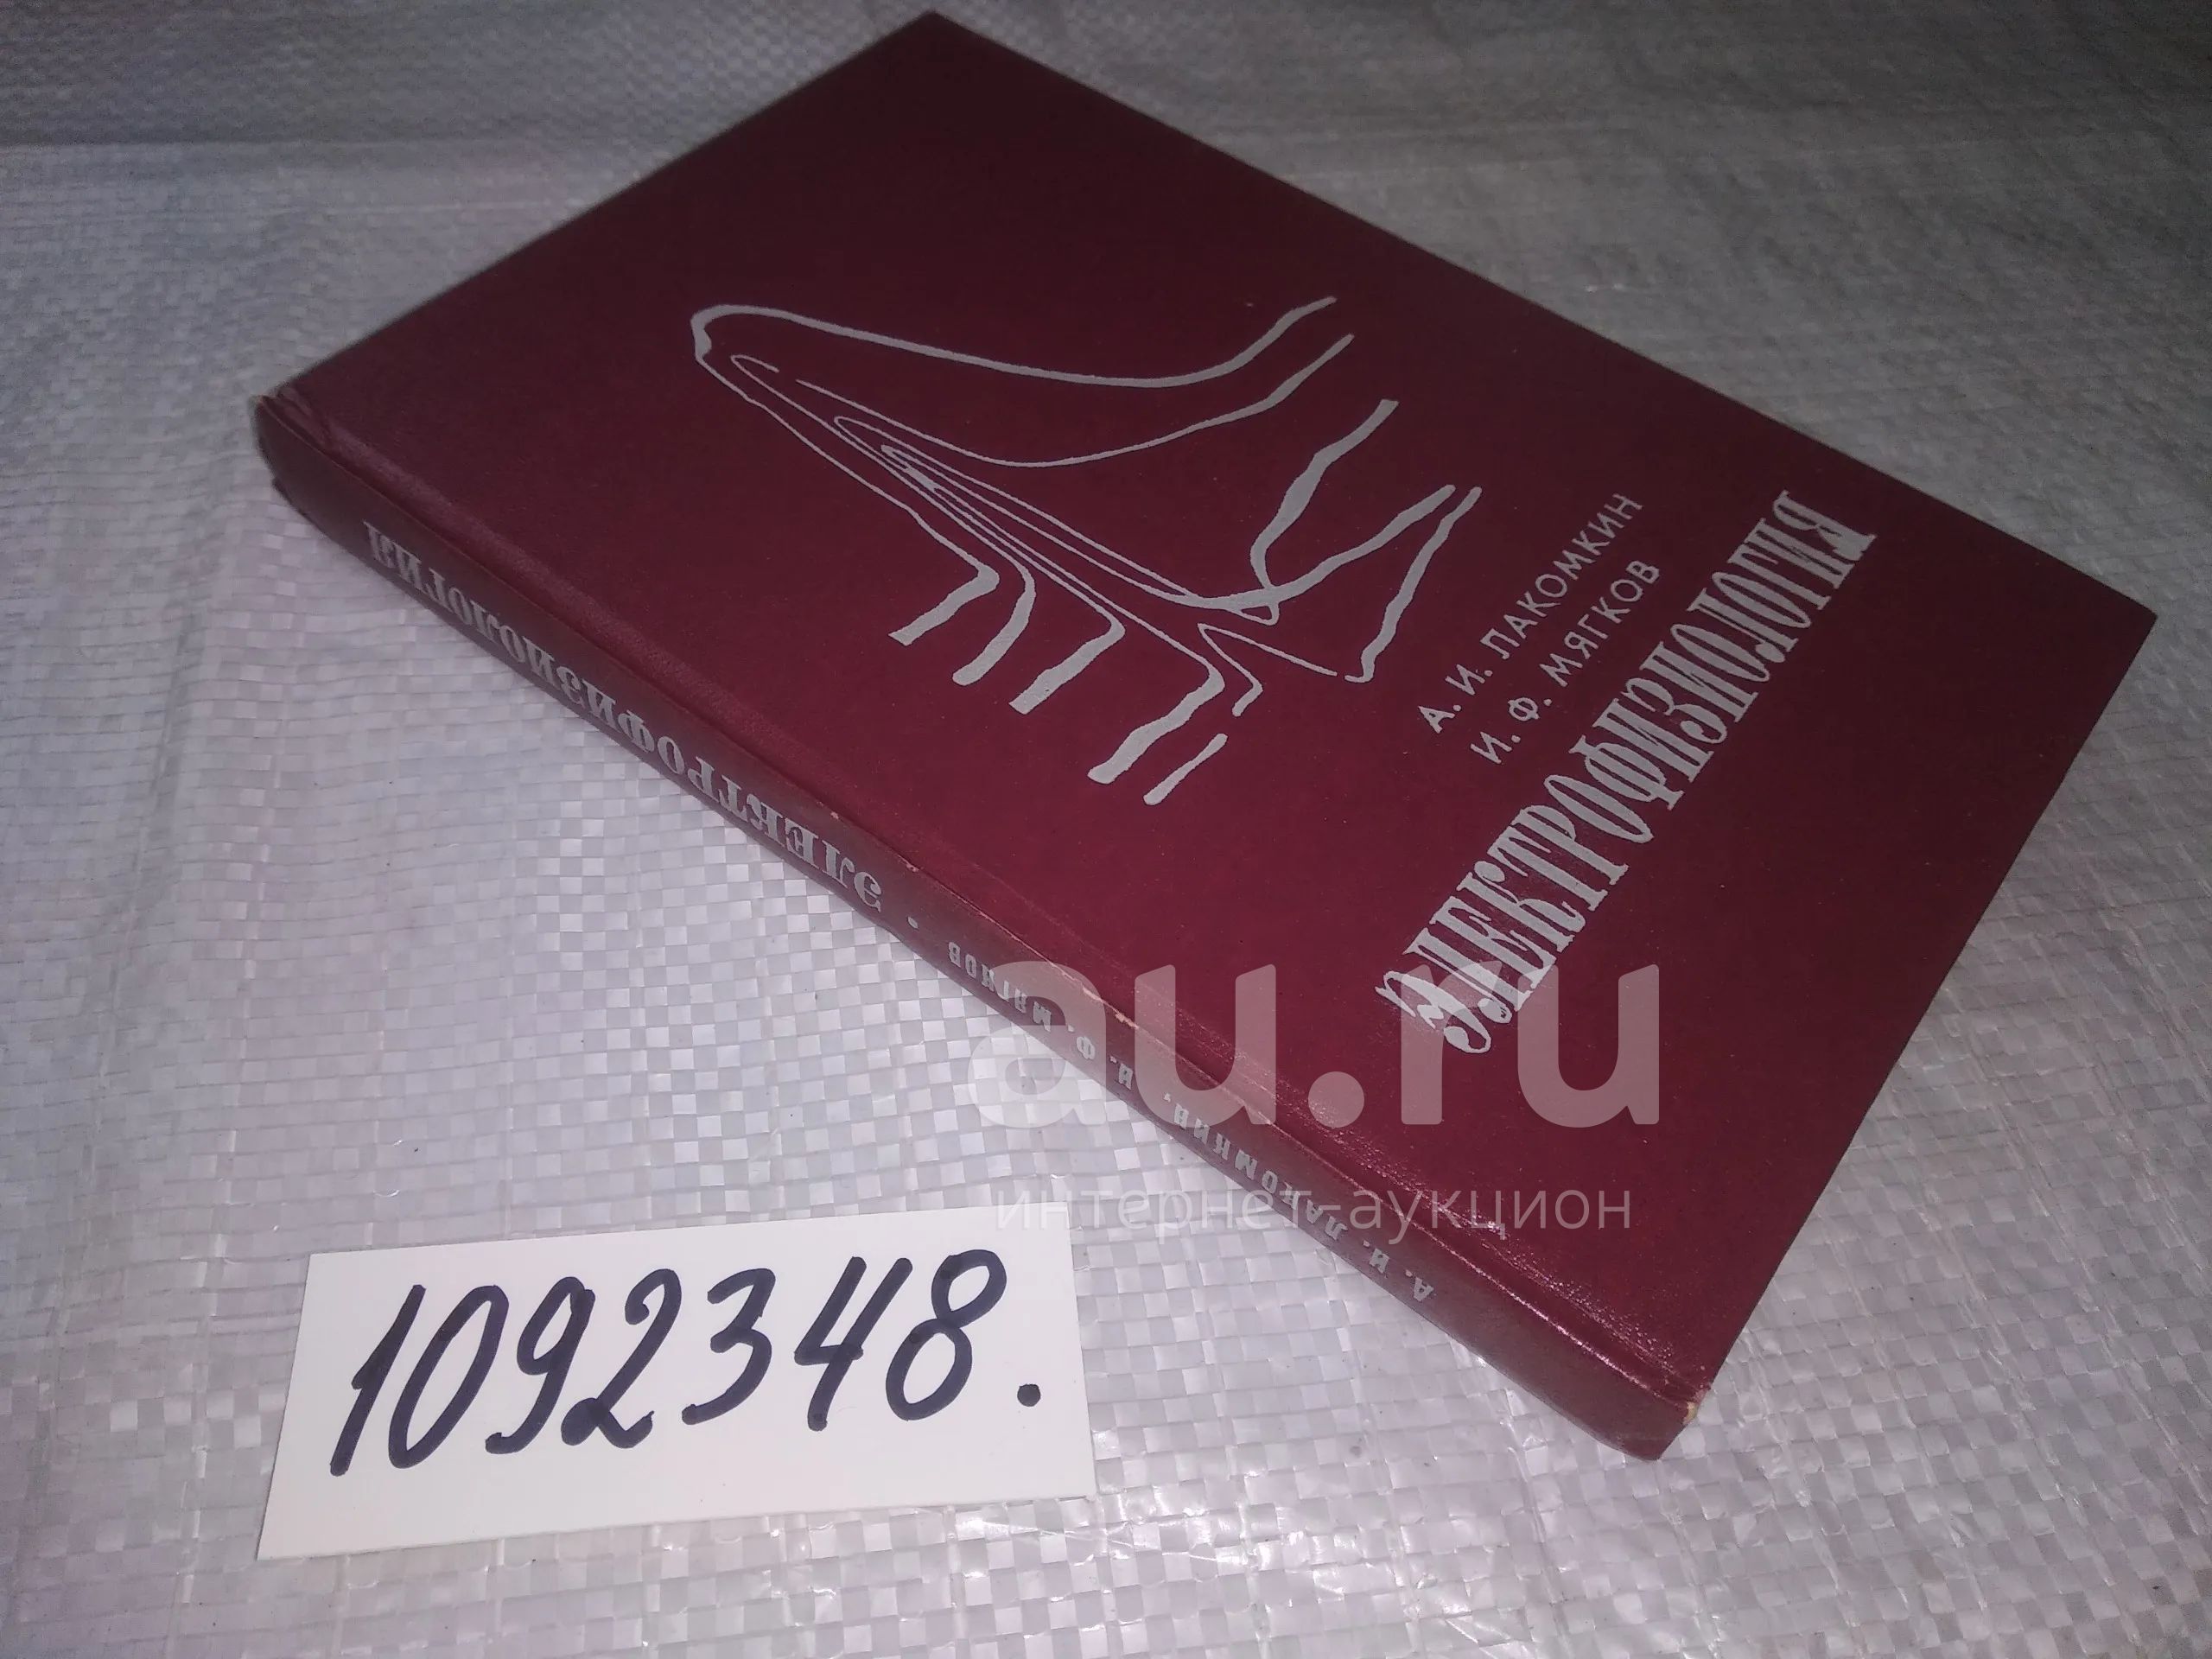 А. И. ЛАКОМКИН
И. Ф. МЯГКОВ
ЭЛЕКТРОФИЗИОЛОГИЯ
А. И. ЛАКОМКИН, И. Ф. МЯГКОВ • ЭЛЕКТРОФИЗИОЛОГИЯ
au.ru
интернет-аукцион
1092348.